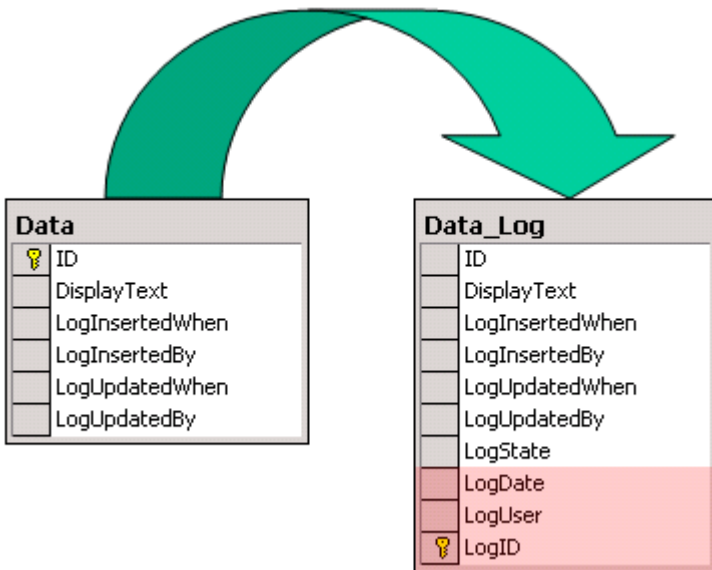 Data
ID
DisplayText
LogInsertedWhen
LogInsertedBy
LogUpdatedWhen
LogUpdatedBy
Data_Log
ID
DisplayText
LogInsertedWhen
LogInsertedBy
LogUpdatedWhen
LogUpdatedBy
LogState
LogDate
LogUser
LogID